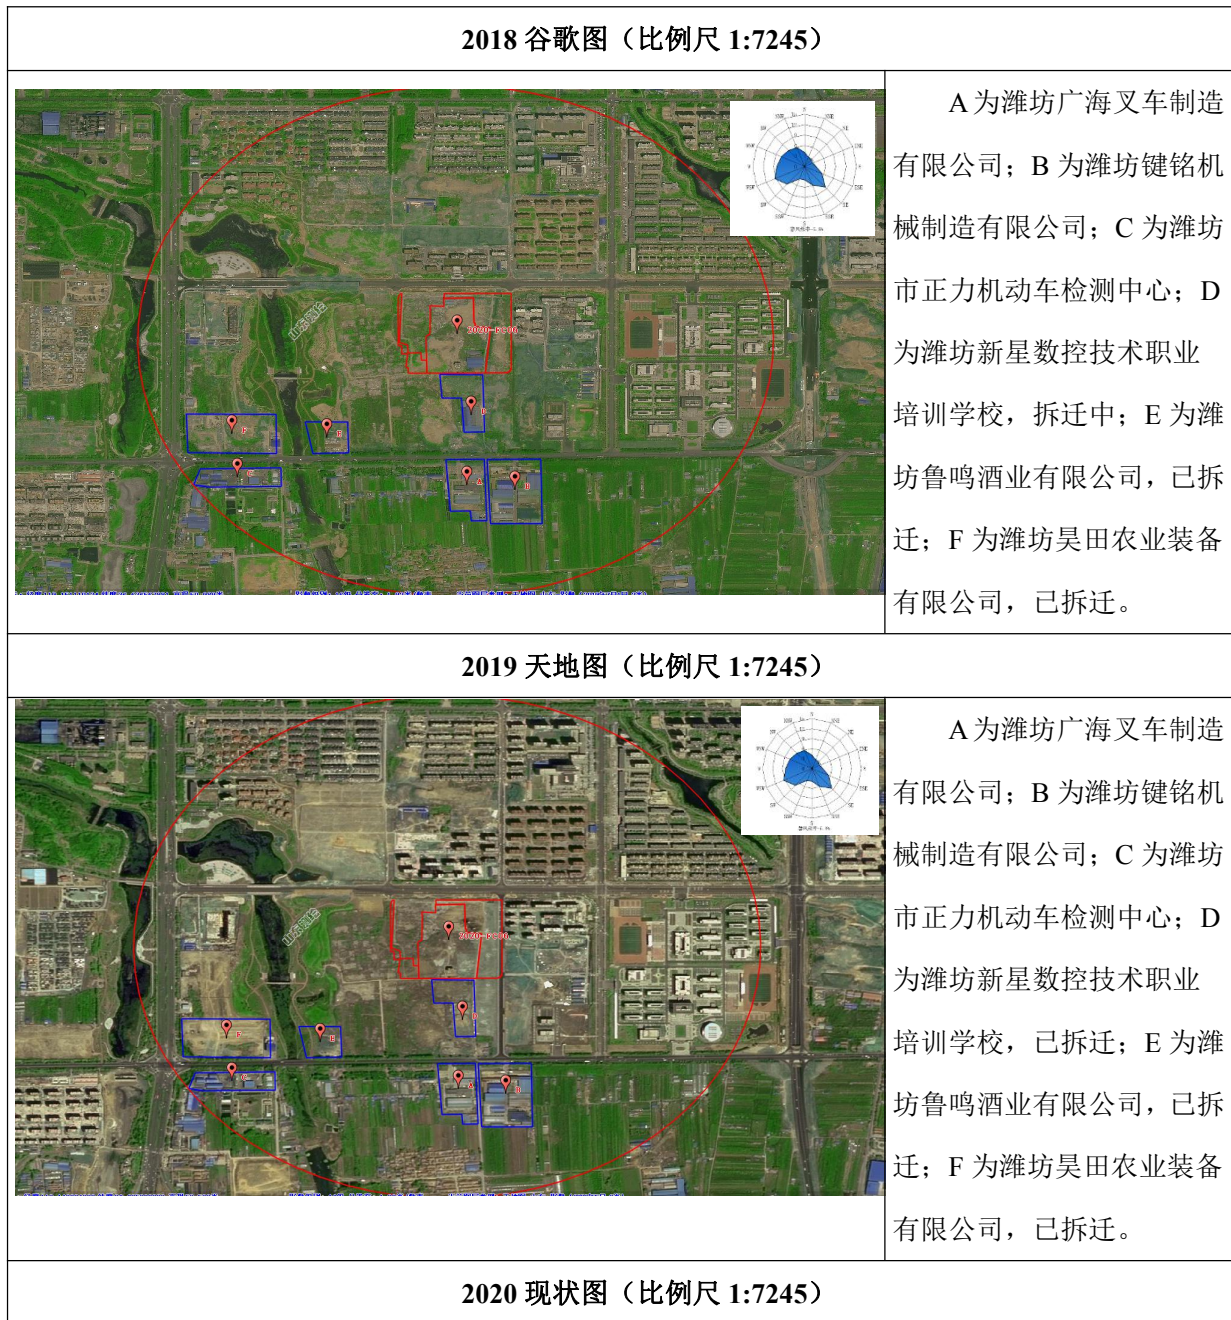 2018 谷歌图（比例尺 1:7245）
A 为潍坊广海叉车制造
有限公司；B 为潍坊键铭机
械制造有限公司；C 为潍坊
市正力机动车检测中心；D
为潍坊新星数控技术职业
培训学校，拆迁中；E 为潍
坊鲁鸣酒业有限公司，已拆
迁；F 为潍坊昊田农业装备
有限公司，已拆迁。
2019 天地图（比例尺 1:7245）
A 为潍坊广海叉车制造
有限公司；B 为潍坊键铭机
械制造有限公司；C 为潍坊
市正力机动车检测中心；D
为潍坊新星数控技术职业
培训学校，已拆迁；E 为潍
坊鲁鸣酒业有限公司，已拆
迁；F 为潍坊昊田农业装备
有限公司，已拆迁。
2020 现状图（比例尺 1:7245）